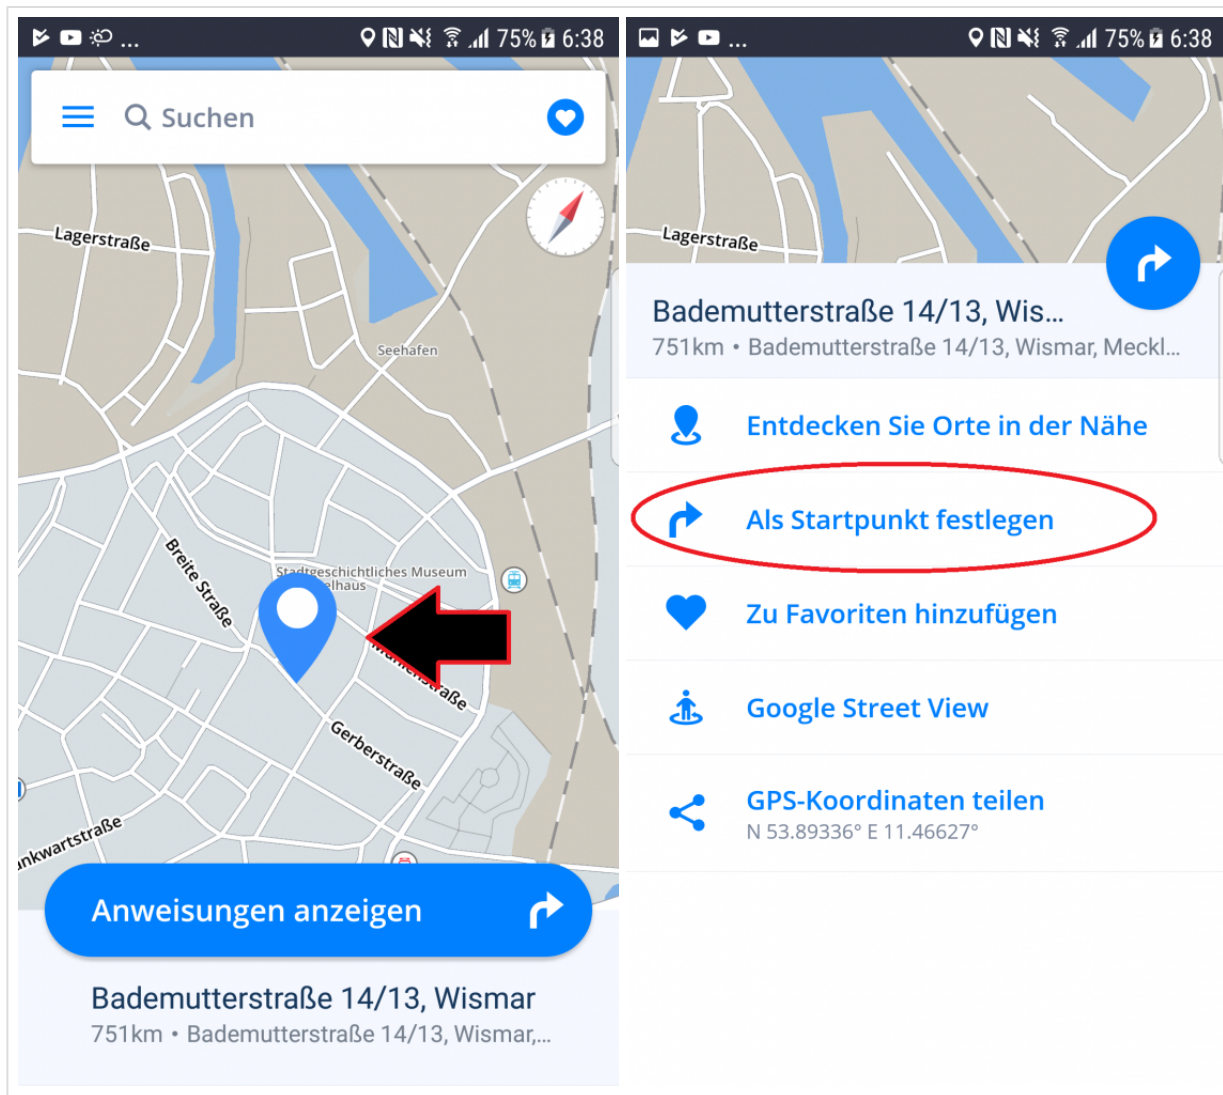 75% 6:38
Suchen
Lagerstraße
Seehafen
Breite Straße
Stadtgeschichtliches Museum
elhaus
Gerberstraße
nkwartstraße
Anweisungen anzeigen
Bademutterstraße 14/13, Wismar
751km • Bademutterstraße 14/13, Wismar,...
75% 6:38
Lagerstraße
Bademutterstraße 14/13, Wis...
751km • Bademutterstraße 14/13, Wismar, Meckl...
Entdecken Sie Orte in der Nähe
Als Startpunkt festlegen
Zu Favoriten hinzufügen
Google Street View
GPS-Koordinaten teilen
N 53.89336° E 11.46627°